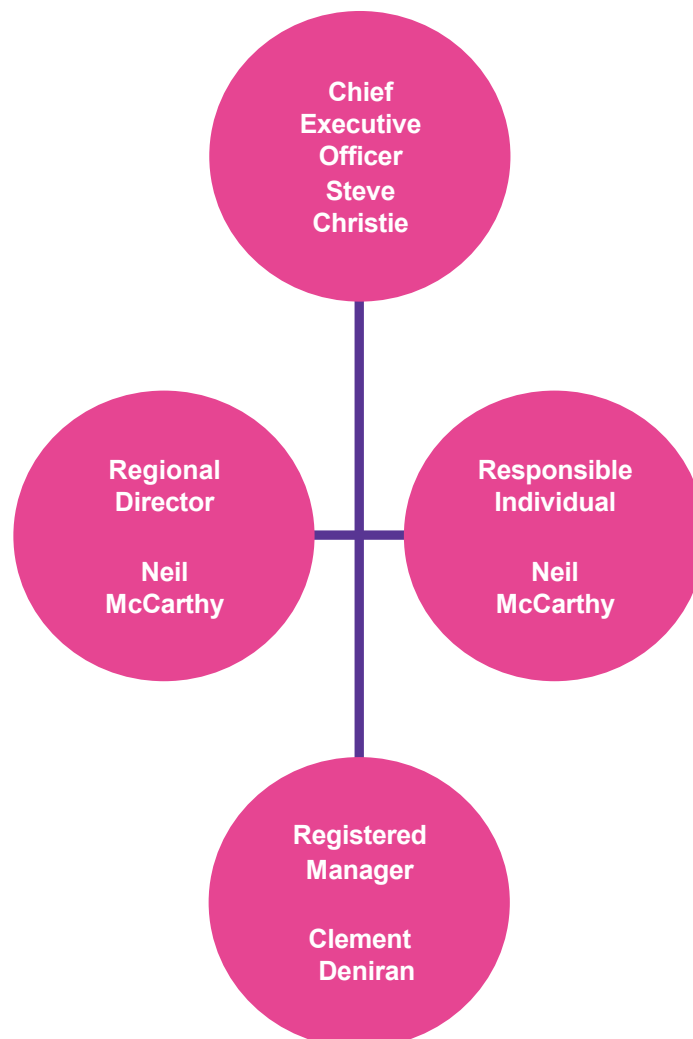 Chief
Executive
Officer
Steve
Christie
Regional
Director
Neil
McCarthy
Responsible
Individual
Neil
McCarthy
Registered
Manager
Clement
Deniran